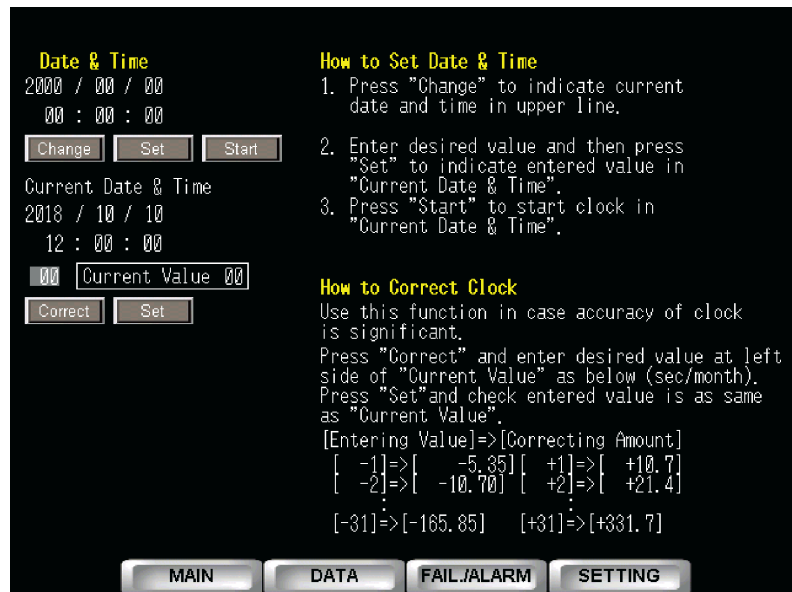 Date & Time
2000 / 00 / 00
00 : 00 : 00
Change Set Start
Current Date & Time
2018 / 10 / 10
12 : 00 : 00
00 Current Value 00
Correct Set
How to Set Date & Time
1. Press "Change" to indicate current
date and time in upper line.
2. Enter desired value and then press
"Set" to indicate entered value in
"Current Date & Time".
3. Press "Start" to start clock in
"Current Date & Time".
How to Correct Clock
Use this function in case accuracy of clock
is significant.
Press "Correct" and enter desired value at left
side of "Current Value" as below (sec/month).
Press "Set"and check entered value is as same
as "Current Value".
[Entering Value]=>[Correcting Amount]
[ -1]=>[ -5.35] [ +1]=>[ +10.7]
[ -2]=>[ -10.70] [ +2]=>[ +21.4]
: :
[-31]=>[-165.85] [+31]=>[+331.7]
MAIN DATA FAIL./ALARM SETTING